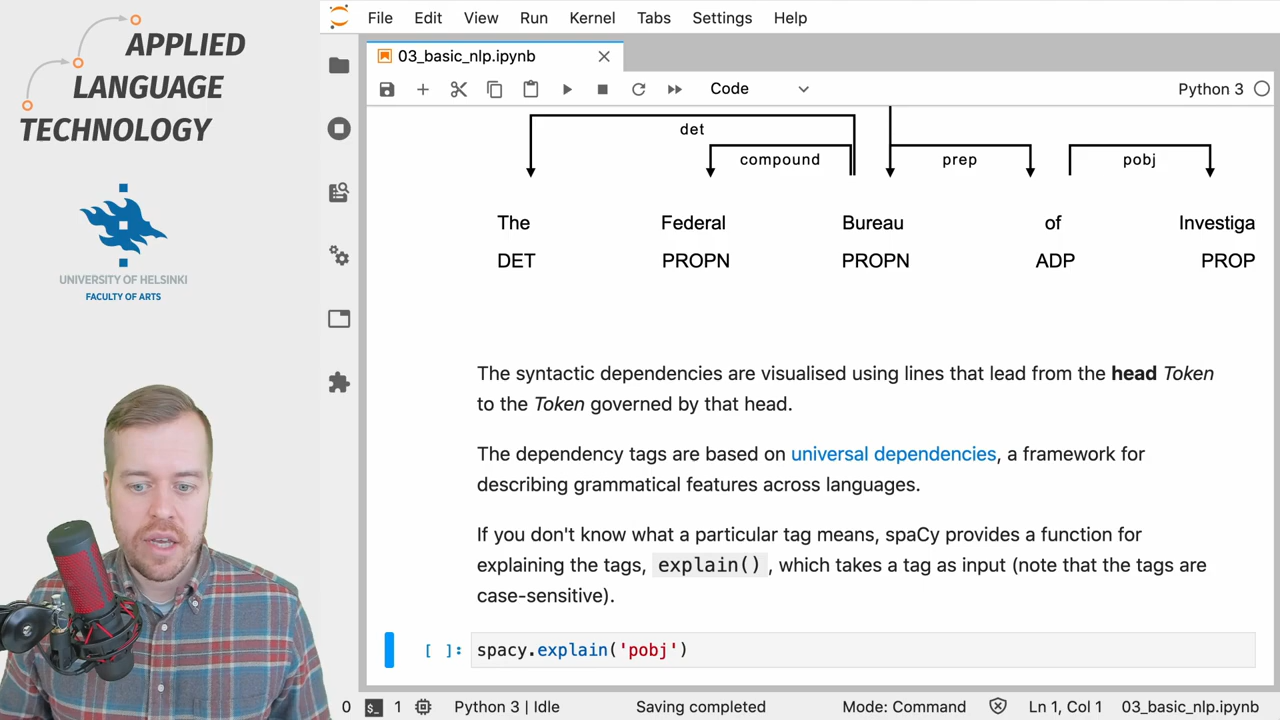 APPLIED
LANGUAGE
TECHNOLOGY
UNIVERSITY OF HELSINKI
FACULTY OF ARTS
File Edit View Run Kernel Tabs Settings Help
03_basic_nlp.ipynb
Code
Python 3
det
compound
prep
pobj
The Federal Bureau of Investiga
DET PROPN PROPN ADP PROP
The syntactic dependencies are visualised using lines that lead from the head Token
to the Token governed by that head.
The dependency tags are based on universal dependencies, a framework for
describing grammatical features across languages.
If you don't know what a particular tag means, spaCy provides a function for
explaining the tags, explain(), which takes a tag as input (note that the tags are
case-sensitive).
[ ]: spacy.explain('pobj')
0 $_ 1 Python 3 | Idle Saving completed Mode: Command Ln 1, Col 1 03_basic_nlp.ipynb